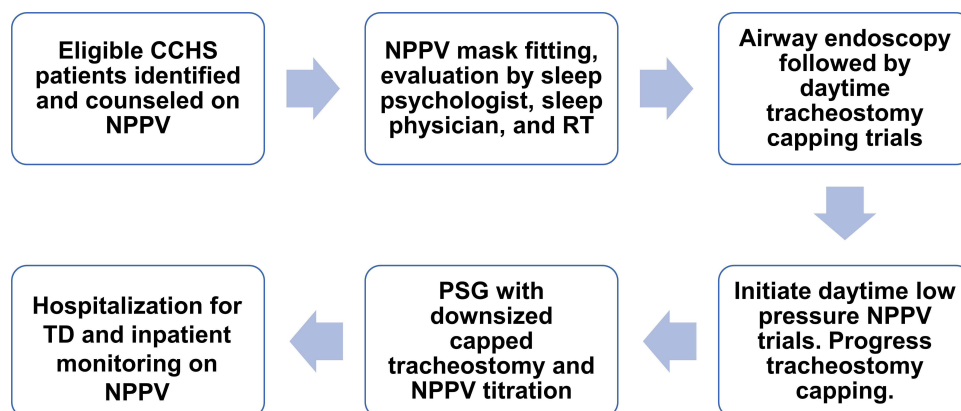 Eligible CCHS
patients identified
and counseled on
NPPV
NPPV mask fitting,
evaluation by sleep
psychologist, sleep
physician, and RT
Airway endoscopy
followed by
daytime
tracheostomy
capping trials
Initiate daytime low
pressure NPPV
trials. Progress
tracheostomy
capping.
PSG with
downsized
capped
tracheostomy and
NPPV titration
Hospitalization for
TD and inpatient
monitoring on
NPPV